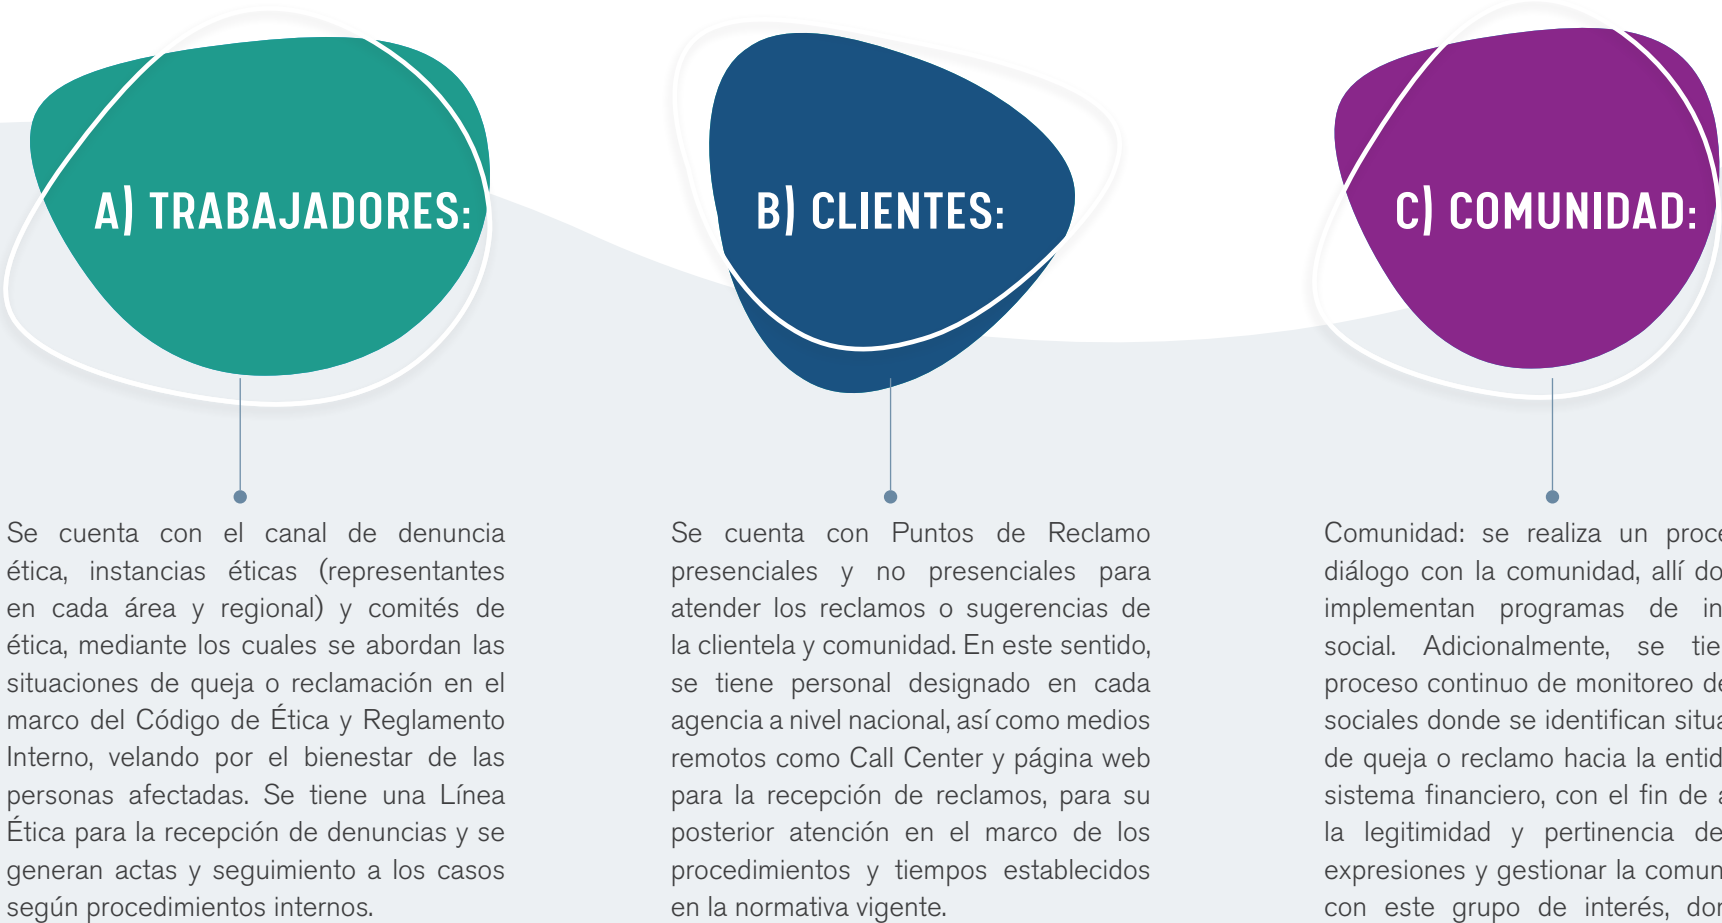 A) TRABAJADORES:
Se cuenta con el canal de denuncia
ética, instancias éticas (representantes
en cada área y regional) y comités de
ética, mediante los cuales se abordan las
situaciones de queja o reclamación en el
marco del Código de Ética y Reglamento
Interno, velando por el bienestar de las
personas afectadas. Se tiene una Línea
Ética para la recepción de denuncias y se
generan actas y seguimiento a los casos
según procedimientos internos.
B) CLIENTES:
Se cuenta con Puntos de Reclamo
presenciales y no presenciales para
atender los reclamos o sugerencias de
la clientela y comunidad. En este sentido,
se tiene personal designado en cada
agencia a nivel nacional, así como medios
remotos como Call Center y página web
para la recepción de reclamos, para su
posterior atención en el marco de los
procedimientos y tiempos establecidos
en la normativa vigente.
C) COMUNIDAD:
Comunidad: se realiza un
diálogo con la comunidad, allí
implementan programas de
social. Adicionalmente, se
proceso continuo de monitoreo
sociales donde se identifican
de queja o reclamo hacia la
sistema financiero, con el fin de
la legitimidad y pertinencia
expresiones y gestionar la
con este grupo de interés,